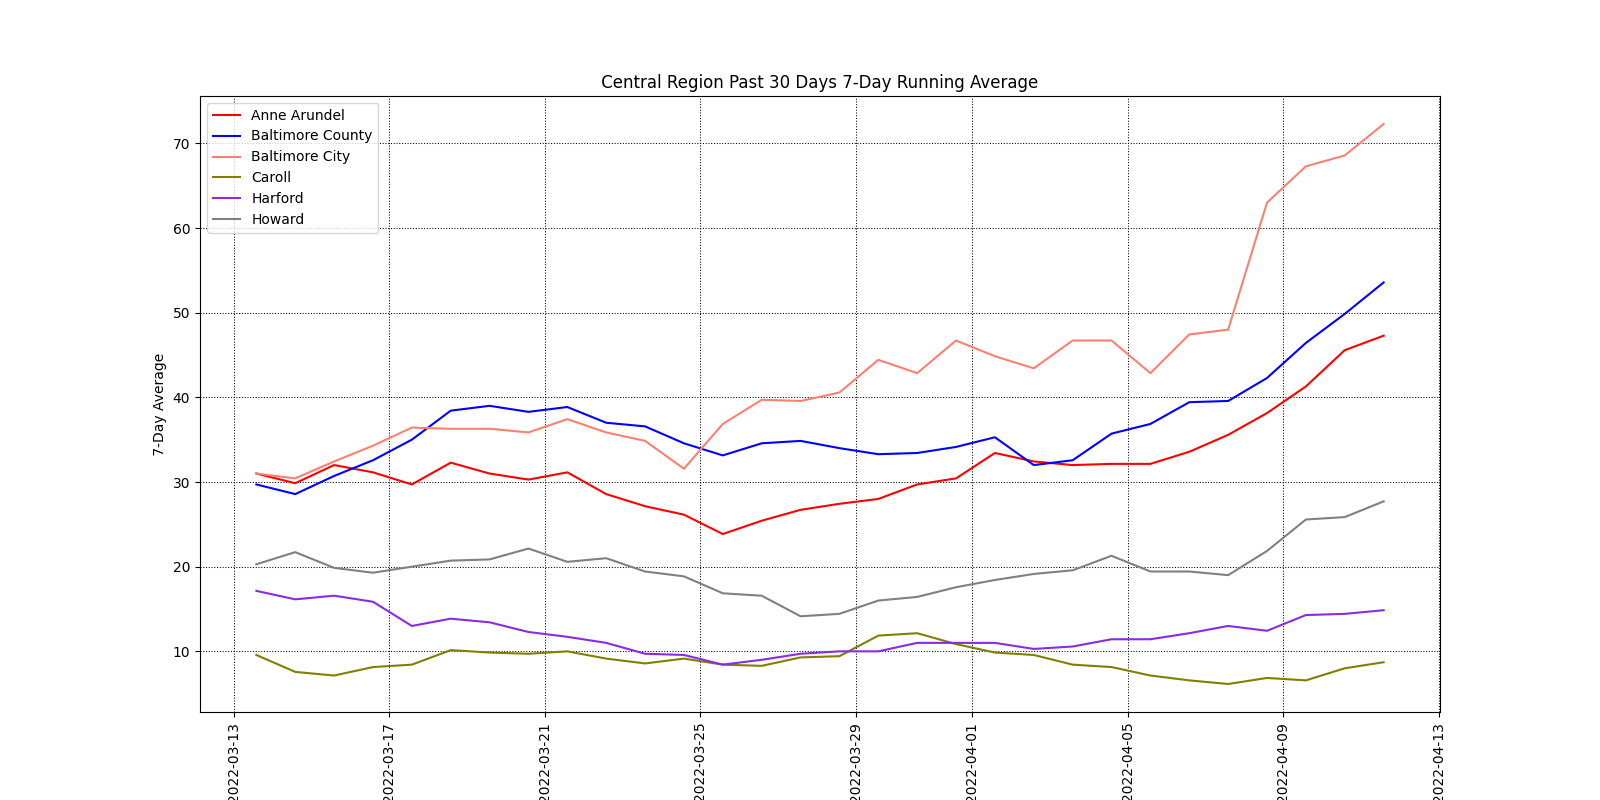 Central Region Past 30 Days 7-Day Running Average
Anne Arundel
Baltimore County
Baltimore City
Caroll
Harford
Howard
7-Day Average
70
60
50
40
30
20
10
2022-03-13
2022-03-17
2022-03-21
2022-03-25
2022-03-29
2022-04-01
2022-04-05
2022-04-09
2022-04-13